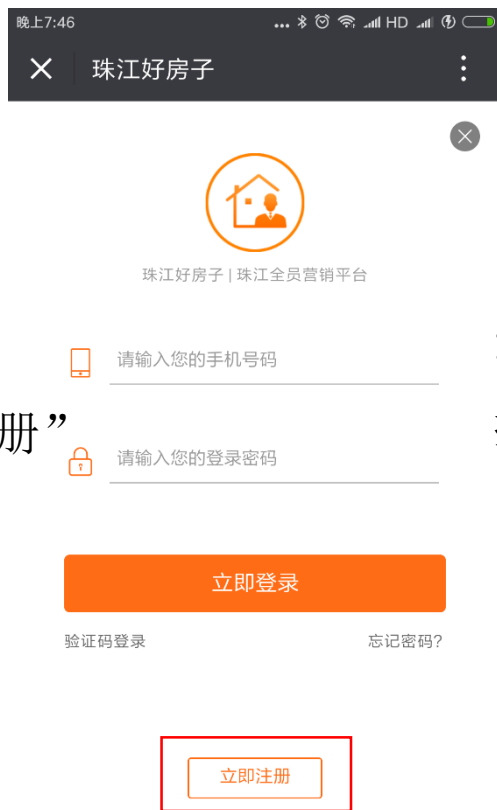 晚上7:46
... HD
珠江好房子
珠江好房子 | 珠江全员营销平台
请输入您的手机号码
册”
请输入您的登录密码
立即登录
验证码登录
忘记密码?
立即注册